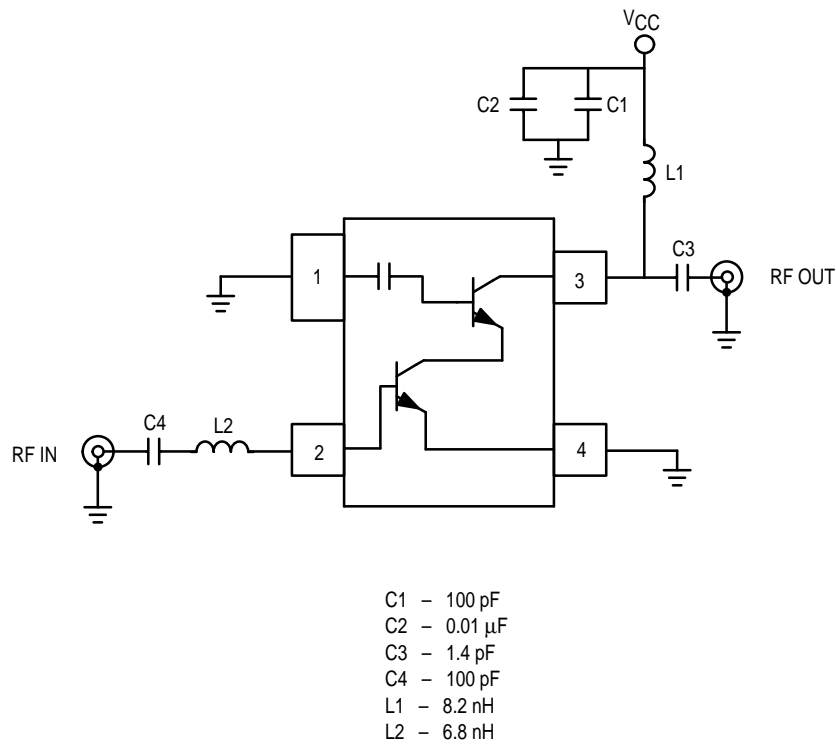 VCC
C2
C1
L1
C3
1
3
RF OUT
C4
L2
RF IN
2
4
C1 – 100 pF
C2 – 0.01 μF
C3 – 1.4 pF
C4 – 100 pF
L1 – 8.2 nH
L2 – 6.8 nH